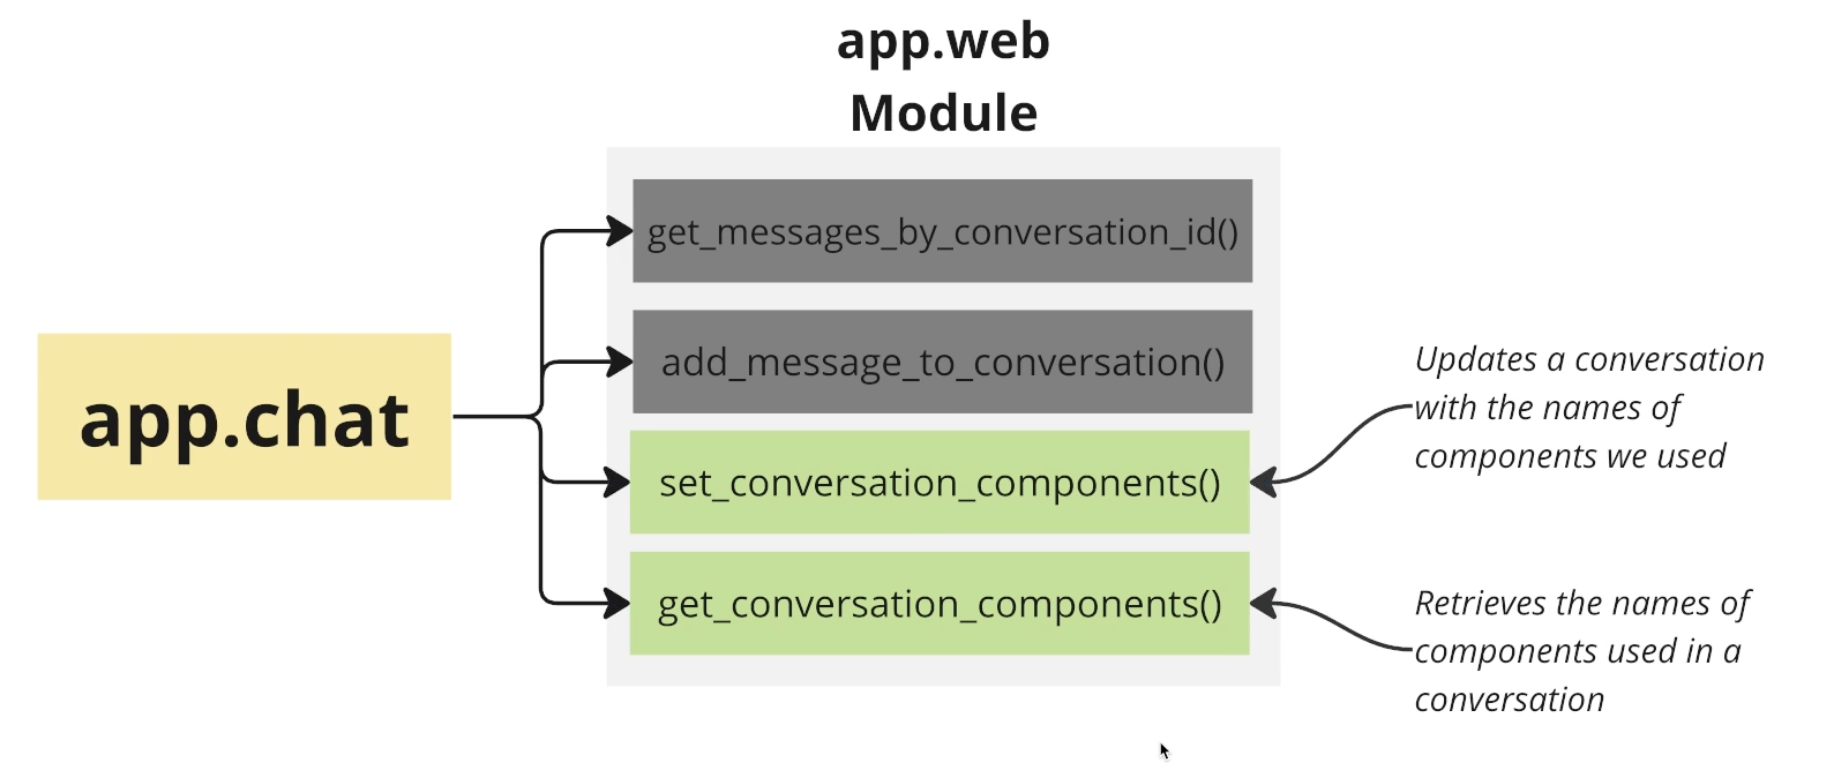 app.web
Module
get_messages_by_conversation_id()
add_message_to_conversation()
app.chat
set_conversation_components()
get_conversation_components()
Updates a conversation
with the names of
components we used
Retrieves the names of
components used in a
conversation